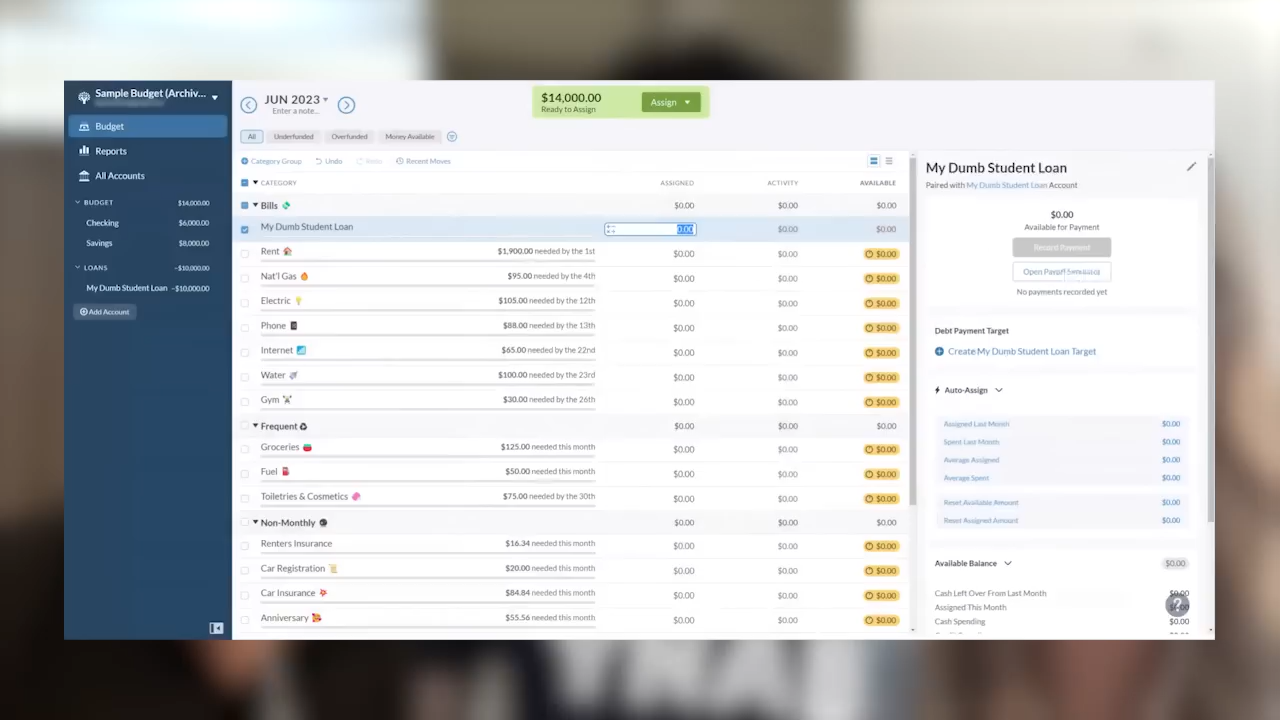 Sample Budget (Archiv...
Budget
Reports
All Accounts
BUDGET $14,000.00
Checking $6,000.00
Savings $8,000.00
LOANS -$10,000.00
My Dumb Student Loan -$10,000.00
Add Account
JUN 2023
Enter a note...
$14,000.00
Ready to Assign
Assign
All Underfunded Overfunded Money Available
Category Group Undo Redo Recent Moves
CATEGORY ASSIGNED ACTIVITY AVAILABLE
Bills $0.00 $0.00 $0.00
My Dumb Student Loan 0.00 $0.00 $0.00
Rent $1,900.00 needed by the 1st $0.00 $0.00 $0.00
Nat'l Gas $95.00 needed by the 4th $0.00 $0.00 $0.00
Electric $105.00 needed by the 12th $0.00 $0.00 $0.00
Phone $88.00 needed by the 13th $0.00 $0.00 $0.00
Internet $65.00 needed by the 22nd $0.00 $0.00 $0.00
Water $100.00 needed by the 23rd $0.00 $0.00 $0.00
Gym $30.00 needed by the 26th $0.00 $0.00 $0.00
Frequent $0.00 $0.00 $0.00
Groceries $125.00 needed this month $0.00 $0.00 $0.00
Fuel $50.00 needed this month $0.00 $0.00 $0.00
Toiletries & Cosmetics $75.00 needed by the 30th $0.00 $0.00 $0.00
Non-Monthly $0.00 $0.00 $0.00
Renters Insurance $16.34 needed this month $0.00 $0.00 $0.00
Car Registration $20.00 needed this month $0.00 $0.00 $0.00
Car Insurance $84.84 needed this month $0.00 $0.00 $0.00
Anniversary $55.56 needed this month $0.00 $0.00 $0.00
My Dumb Student Loan
Paired with My Dumb Student Loan Account
$0.00
Available for Payment
Record Payment
Open Payoff Simulator
No payments recorded yet
Debt Payment Target
Create My Dumb Student Loan Target
Auto-Assign
Assigned Last Month $0.00
Spent Last Month $0.00
Average Assigned $0.00
Average Spent $0.00
Reset Available Amount $0.00
Reset Assigned Amount $0.00
Available Balance $0.00
Cash Left Over From Last Month $0.00
Assigned This Month
Cash Spending $0.00